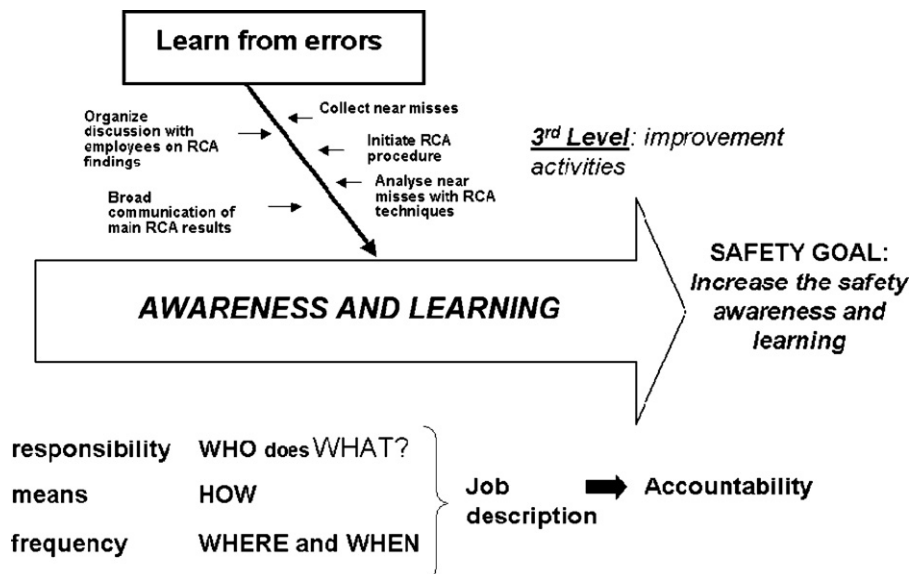 Learn from errors
Collect near misses
Organize
discussion with
employees on RCA
findings
Initiate RCA
procedure
3rd Level: improvement
activities
Analyse near
misses with RCA
techniques
Broad
communication of
main RCA results
AWARENESS AND LEARNING
SAFETY GOAL:
Increase the safety
awareness and
learning
responsibility WHO does WHAT?
means HOW
frequency WHERE and WHEN
Job
description
Accountability